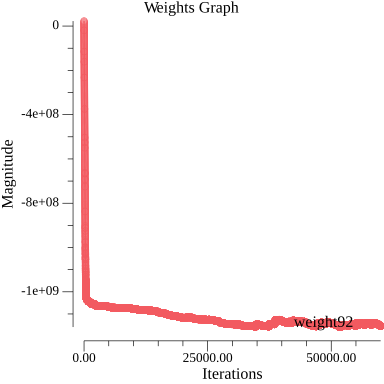 Weights Graph
0
-4e+08
-8e+08
-1e+09
Magnitude
weight92
0.00
25000.00
50000.00
Iterations